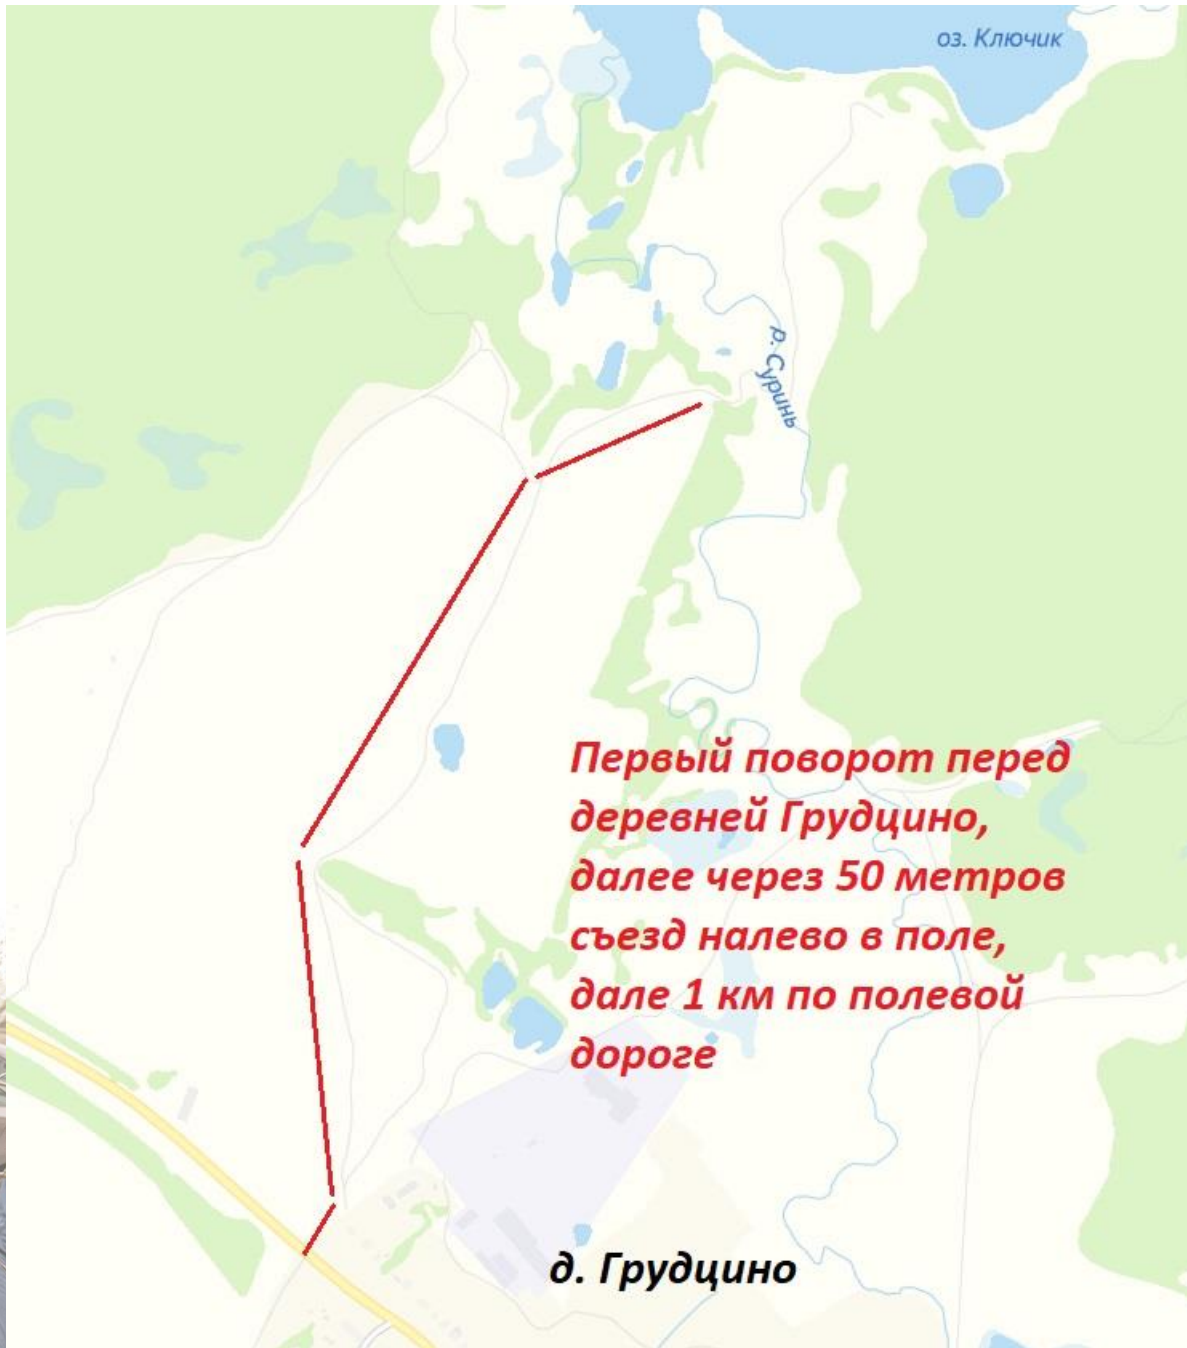 оз. Ключик
р. Суринь
Первый поворот перед
деревней Грудцино,
далее через 50 метров
съезд налево в поле,
дале 1 км по полевой
дороге
д. Грудцино